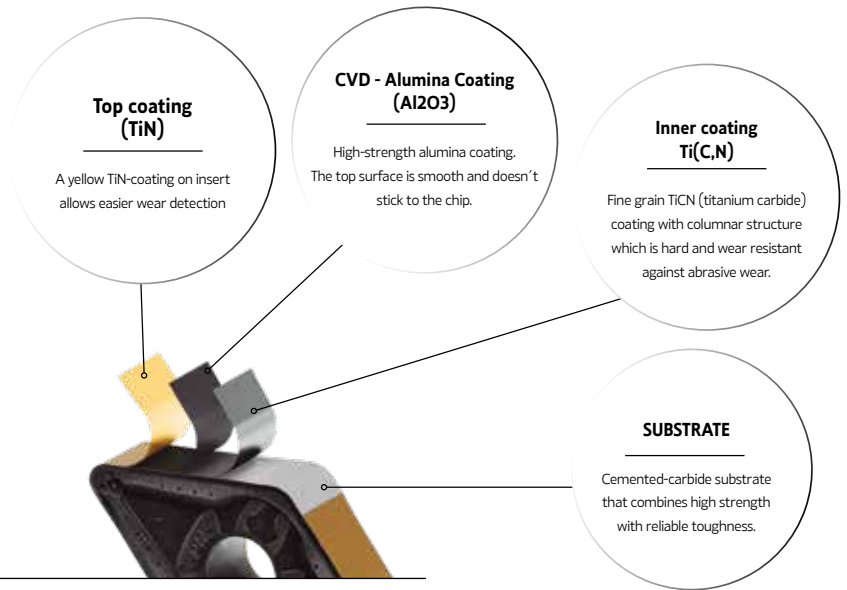 Top coating
(TiN)
A yellow TiN-coating on insert
allows easier wear detection
CVD - Alumina Coating
(Al2O3)
High-strength alumina coating.
The top surface is smooth and doesn´t
stick to the chip.
Inner coating
Ti(C,N)
Fine grain TiCN (titanium carbide)
coating with columnar structure
which is hard and wear resistant
against abrasive wear.
SUBSTRATE
Cemented-carbide substrate
that combines high strength
with reliable toughness.